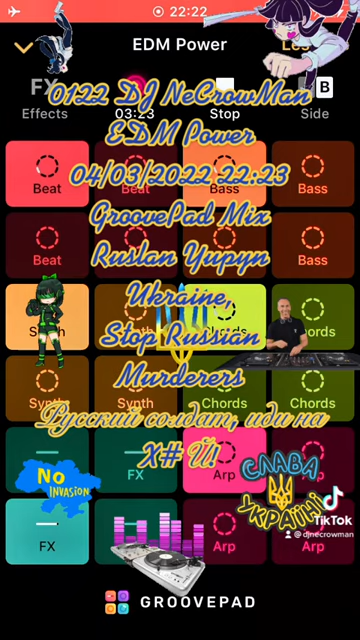 22:22
EDM Power
Les
FX
Effects
03:23
Stop
B
Side
0122 DJ NeCrowMan
EDM Power
04/03/2022 22:23
GroovePad Mix
Ruslan Yupyn
Ukraine,
Stop Russian
Murderers
Русский солдат, иди на
Х# Й!
Beat
Bass
Bass
Beat
Beat
Bass
Synth
Chords
Chords
Synth
Synth
Chords
Chords
FX
Arp
FX
Arp
Arp
No
INVASION
СЛАВА
УКРАЇНІ
TikTok
@djnecrowman
GROOVEPAD